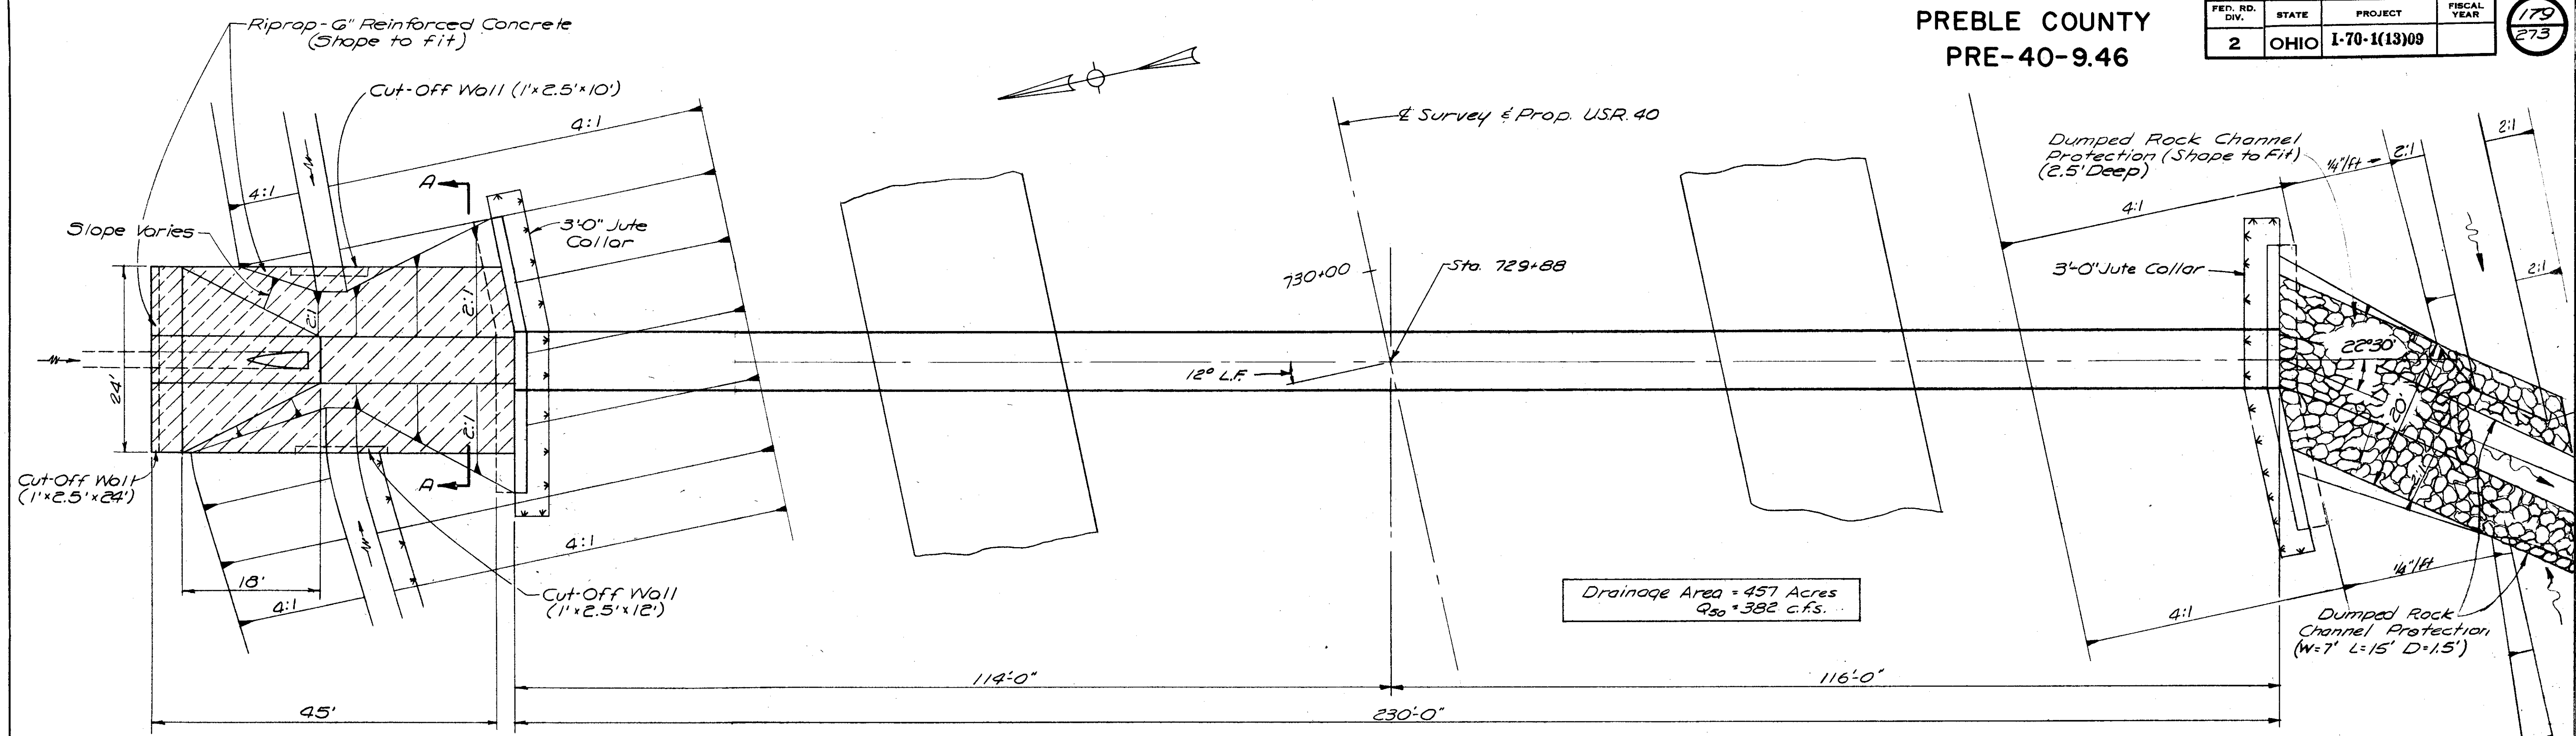 PREBLE COUNTY
PRE-40-9.46
FED. RD. DIV.
STATE
PROJECT
FISCAL YEAR
2
OHIO
I-70-1(13)09
179
273
Riprap-6" Reinforced Concrete
(Shape to fit)
Cut-Off Wall (1'x2.5'x10')
4:1
4:1
A
Slope Varies
3'-0" Jute
Collar
2:1
2:1
24'
2:1
A
Cut-Off Wall
(1'x2.5'x24')
18'
4:1
4:1
Cut-Off Wall
(1'x2.5'x12')
45'
℄ Survey & Prop. U.S.R. 40
730+00
Sta. 729+88
12° L.F.
Drainage Area = 457 Acres
Q50 = 382 c.f.s.
114'-0"
116'-0"
230'-0"
Dumped Rock Channel
Protection (Shape to Fit)
(2.5' Deep)
1/4"/ft
2:1
2:1
4:1
3'-0" Jute Collar
2:1
22°30'
20'
2:1
1/4"/ft
4:1
Dumped Rock
Channel Protection
(W=7' L=15' D=1.5')